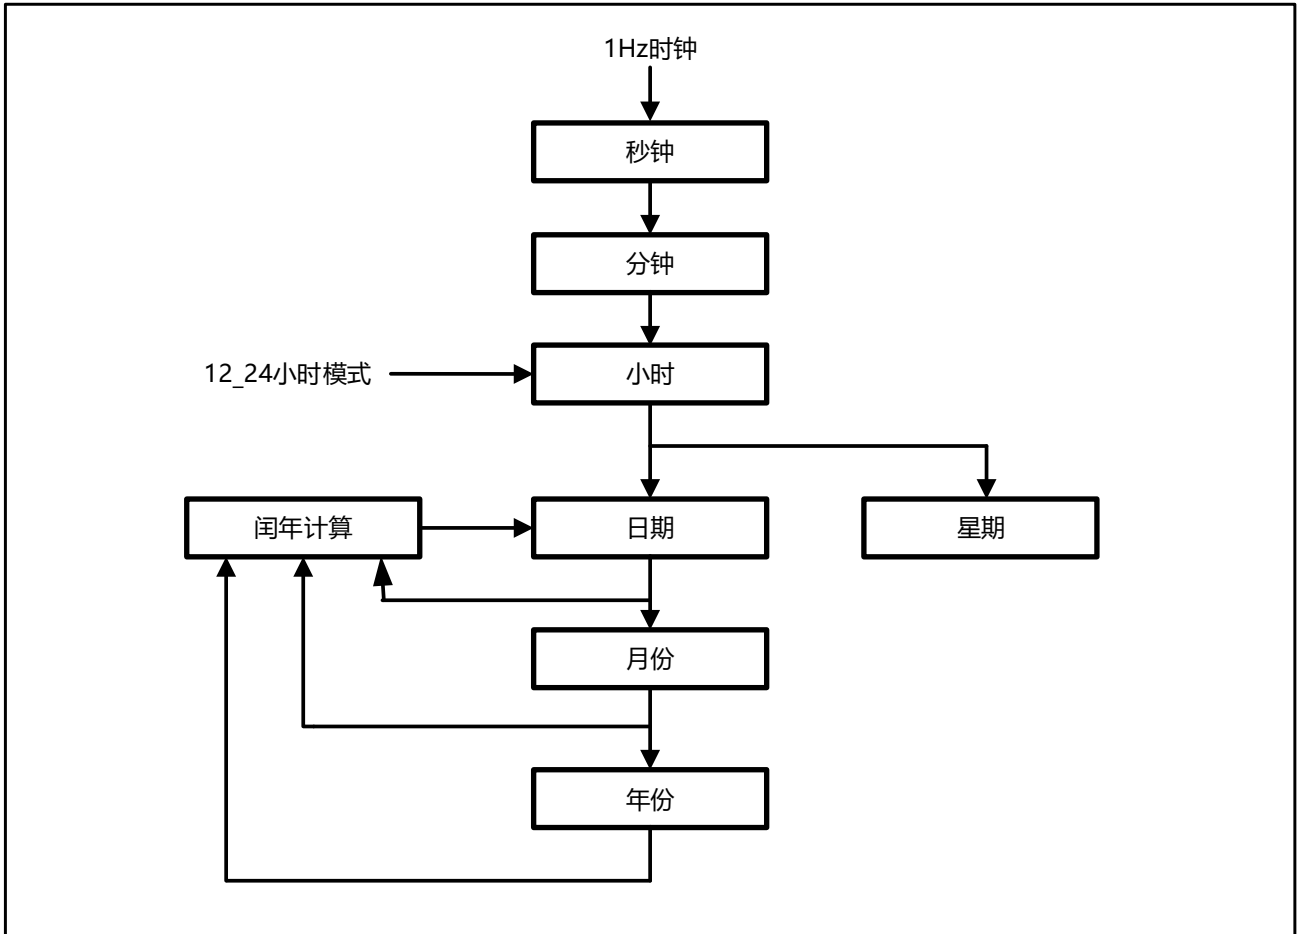 1Hz时钟
秒钟
分钟
12_24小时模式
小时
闰年计算
日期
星期
月份
年份